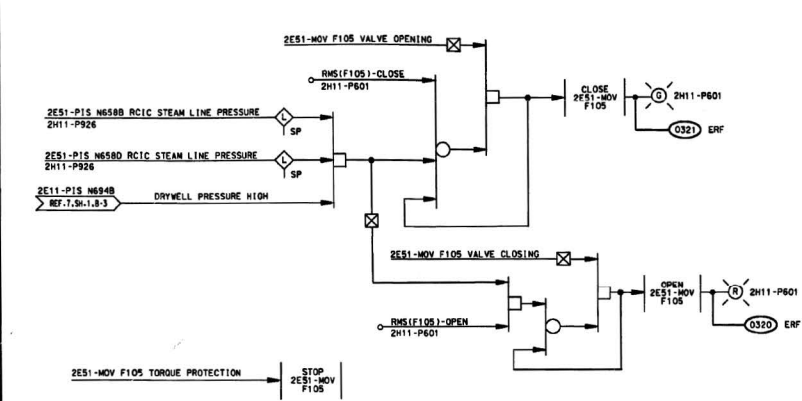 2E51-MOV F105 VALVE OPENING
RMS(F105)-CLOSE
2H11-P601
CLOSE
2E51-MOV
F105
G
2H11-P601
0321
ERF
2E51-PIS N658B RCIC STEAM LINE PRESSURE
2H11-P926
L
SP
2E51-PIS N658D RCIC STEAM LINE PRESSURE
2H11-P926
L
SP
2E11-PIS N694B
REF.7.SH.1.B-3
DRYWELL PRESSURE HIGH
2E51-MOV F105 VALVE CLOSING
OPEN
2E51-MOV
F105
R
2H11-P601
RMS(F105)-OPEN
2H11-P601
0320
ERF
2E51-MOV F105 TORQUE PROTECTION
STOP
2E51-MOV
F105